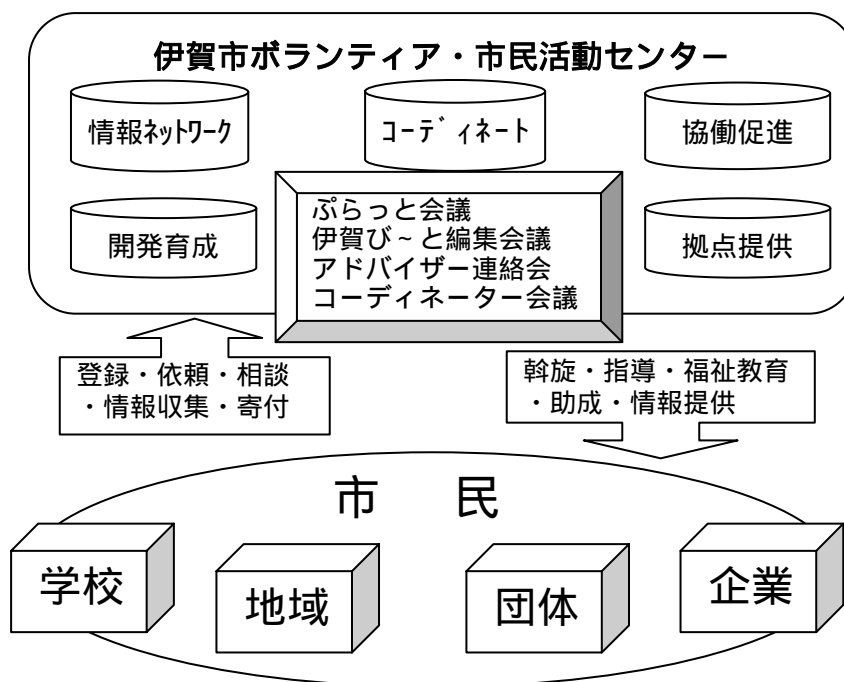 伊賀市ボランティア・市民活動センター
情報ﾈｯﾄﾜｰｸ
ｺｰﾃﾞｨﾈｰﾄ
協働促進
開発育成
ぷらっと会議
伊賀び～と編集会議
アドバイザー連絡会
コーディネーター会議
拠点提供
登録・依頼・相談
・情報収集・寄付
斡旋・指導・福祉教育
・助成・情報提供
市　民
学校
地域
団体
企業